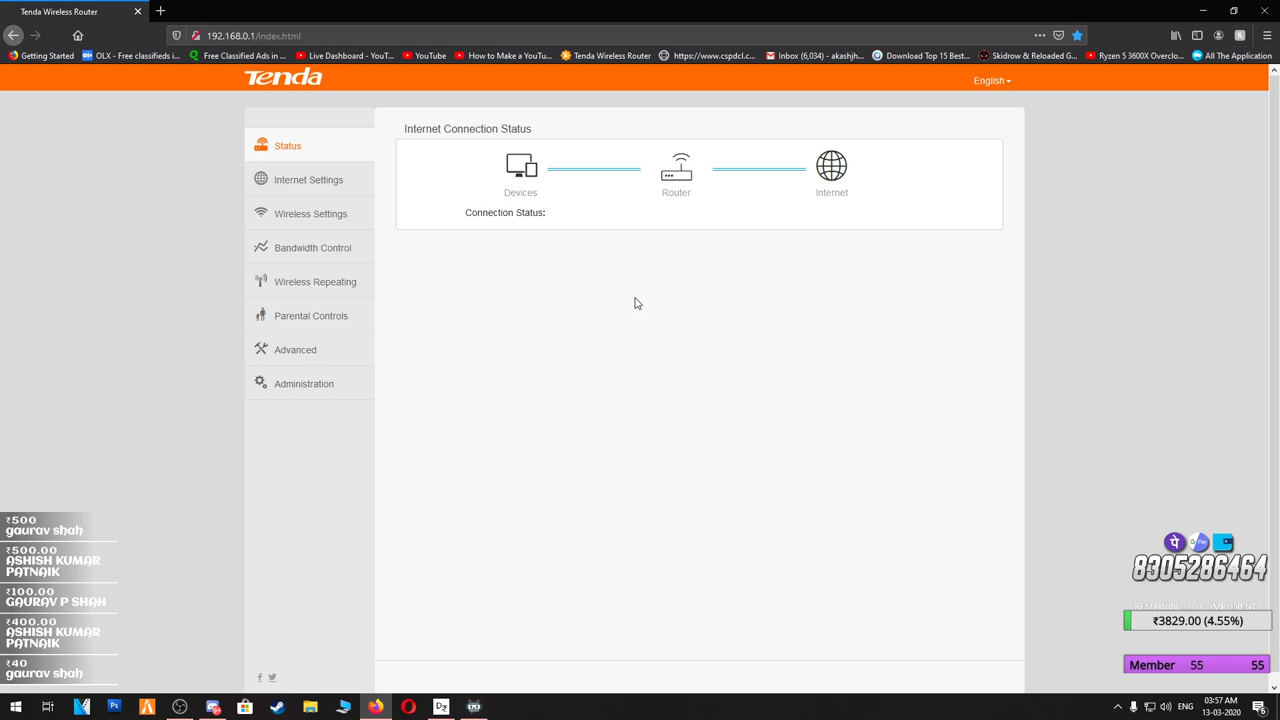 Tenda Wireless Router
192.168.0.1/index.html
Getting Started
OLX - Free classifieds i...
Free Classified Ads in ...
Live Dashboard - YouT...
YouTube
How to Make a YouTu...
Tenda Wireless Router
https://www.cspdcl.c...
Inbox (6,034) - akashjh...
Download Top 15 Best...
Skidrow & Reloaded G...
Ryzen 5 3600X Overclo...
All The Application
Tenda
English
Status
Internet Settings
Wireless Settings
Bandwidth Control
Wireless Repeating
Parental Controls
Advanced
Administration
Internet Connection Status
Devices
Router
Internet
Connection Status:
₹500
gaurav shah
₹500.00
ASHISH KUMAR
PATNAIK
₹100.00
GAURAV P SHAH
₹400.00
ASHISH KUMAR
PATNAIK
₹40
gaurav shah
8305286464
REMAINING PC COMPONENTS
₹3829.00 (4.55%)
Member 55 55
ENG
03:57 AM
13-03-2020